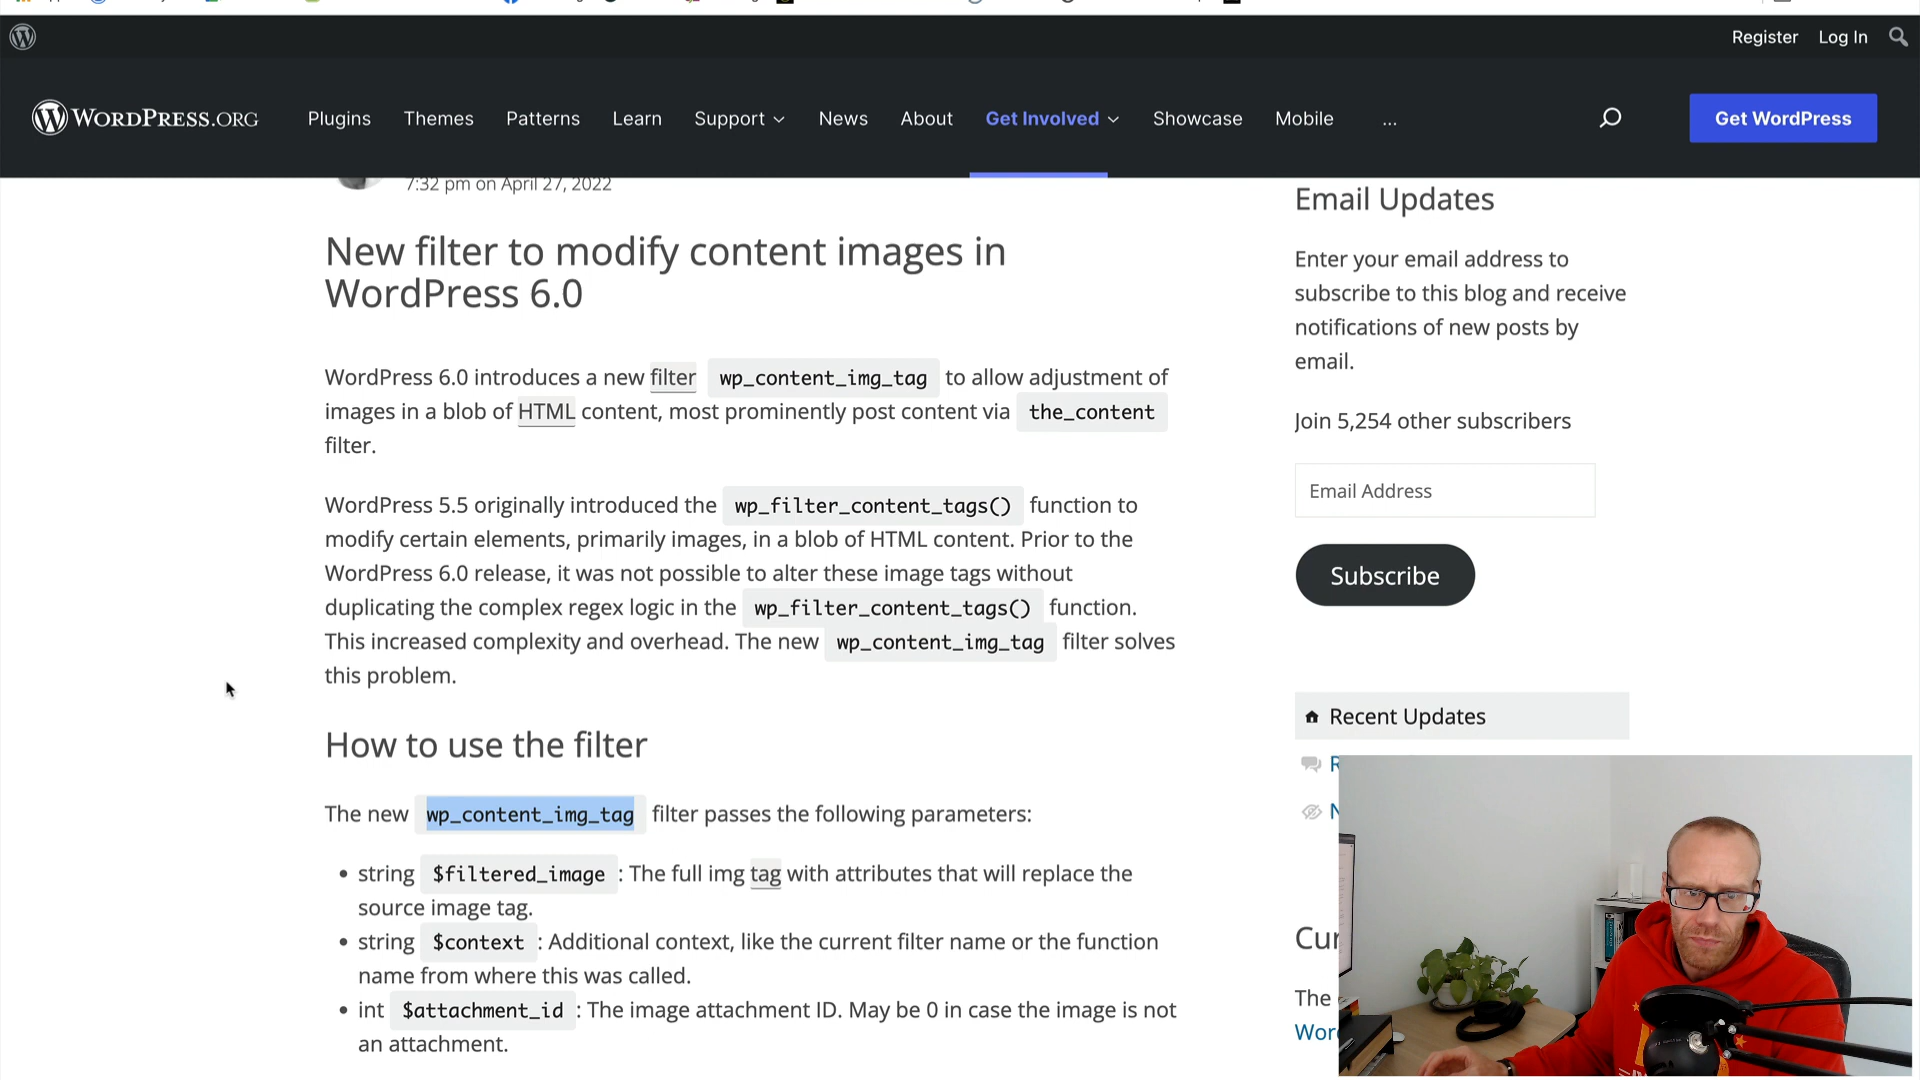 Register Log In
WORDPRESS.ORG Plugins Themes Patterns Learn Support News About Get Involved Showcase Mobile ... Get WordPress
7:32 pm on April 27, 2022
New filter to modify content images in
WordPress 6.0
WordPress 6.0 introduces a new filter wp_content_img_tag to allow adjustment of
images in a blob of HTML content, most prominently post content via the_content
filter.
WordPress 5.5 originally introduced the wp_filter_content_tags() function to
modify certain elements, primarily images, in a blob of HTML content. Prior to the
WordPress 6.0 release, it was not possible to alter these image tags without
duplicating the complex regex logic in the wp_filter_content_tags() function.
This increased complexity and overhead. The new wp_content_img_tag filter solves
this problem.
How to use the filter
The new wp_content_img_tag filter passes the following parameters:
• string $filtered_image : The full img tag with attributes that will replace the
source image tag.
• string $context : Additional context, like the current filter name or the function
name from where this was called.
• int $attachment_id : The image attachment ID. May be 0 in case the image is not
an attachment.
Email Updates
Enter your email address to
subscribe to this blog and receive
notifications of new posts by
email.
Join 5,254 other subscribers
Email Address
Subscribe
Recent Updates
R
N
Cur
The
Word